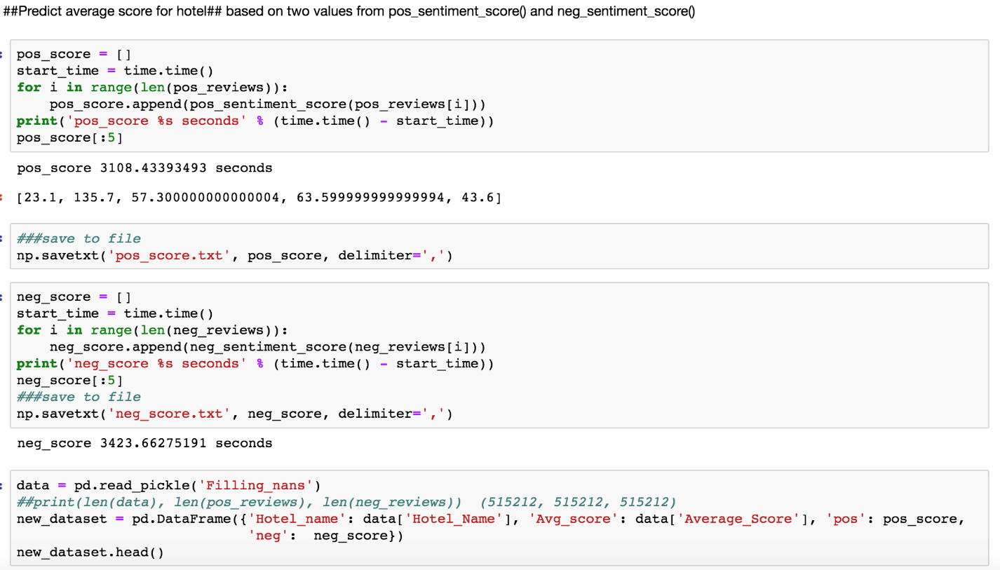 ##Predict average score for hotel## based on two values from pos_sentiment_score() and neg_sentiment_score()
pos_score = []
start_time = time.time()
for i in range(len(pos_reviews)):
    pos_score.append(pos_sentiment_score(pos_reviews[i]))
print('pos_score %s seconds' % (time.time() - start_time))
pos_score[:5]
pos_score 3108.43393493 seconds
[23.1, 135.7, 57.300000000000004, 63.599999999999994, 43.6]
###save to file
np.savetxt('pos_score.txt', pos_score, delimiter=',')
neg_score = []
start_time = time.time()
for i in range(len(neg_reviews)):
    neg_score.append(neg_sentiment_score(neg_reviews[i]))
print('neg_score %s seconds' % (time.time() - start_time))
neg_score[:5]
###save to file
np.savetxt('neg_score.txt', neg_score, delimiter=',')
neg_score 3423.66275191 seconds
data = pd.read_pickle('Filling_nans')
##print(len(data), len(pos_reviews), len(neg_reviews))  (515212, 515212, 515212)
new_dataset = pd.DataFrame({'Hotel_name': data['Hotel_Name'], 'Avg_score': data['Average_Score'], 'pos': pos_score,
                            'neg':  neg_score})
new_dataset.head()